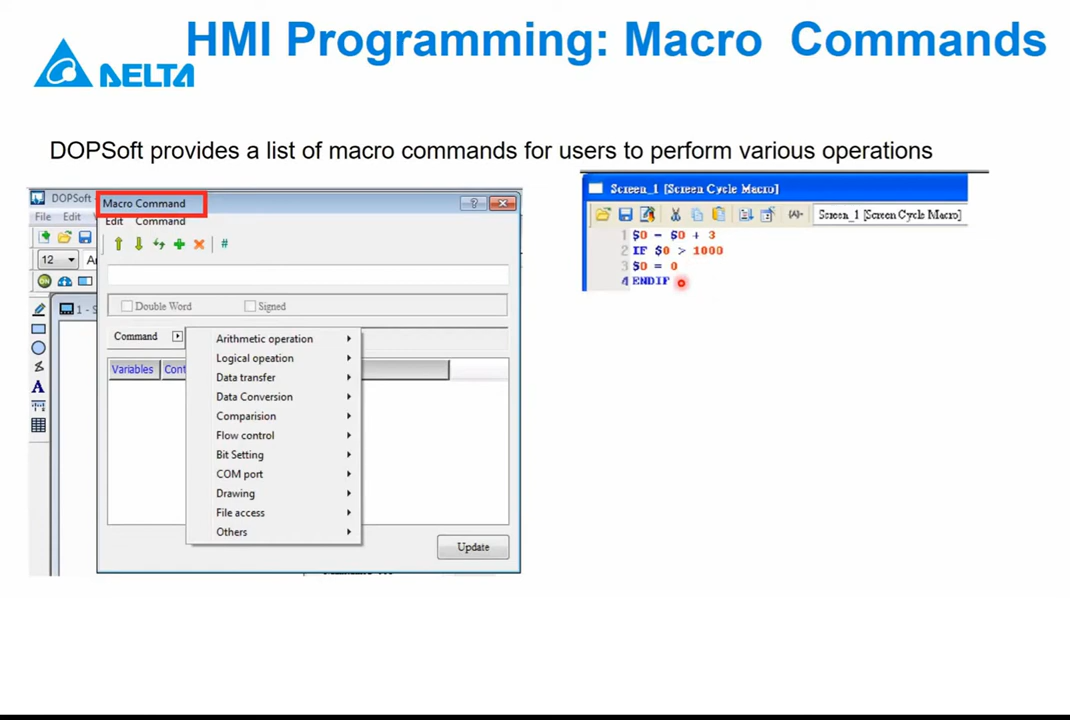 HMI Programming: Macro Commands
DELTA
DOPSoft provides a list of macro commands for users to perform various operations
DOPSoft -
Macro Command
File Edit
Edit Command
#
12
Double Word Signed
1 - S
Command
Variables Cont
Arithmetic operation
Logical opeation
Data transfer
Data Conversion
Comparision
Flow control
Bit Setting
COM port
Drawing
File access
Others
Update
Screen_1 [Screen Cycle Macro]
Screen_1 [Screen Cycle Macro]
1 $0 = $0 + 3
2 IF $0 > 1000
3 $0 = 0
4 ENDIF